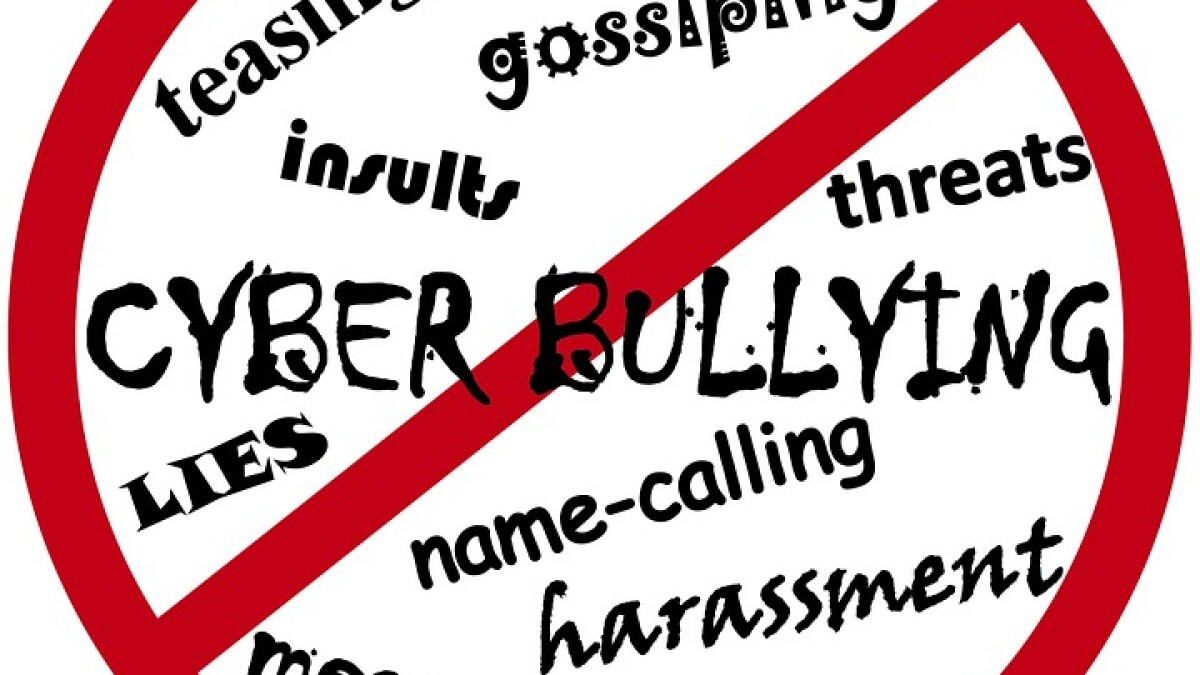 teasing
gossiping
insults
threats
CYBER BULLYING
LIES
name-calling
harassment